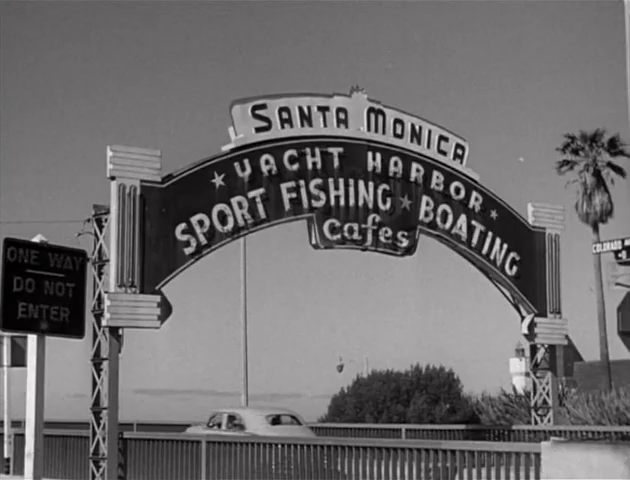 SANTA MONICA
YACHT HARBOR
SPORT FISHING BOATING
Cafes
ONE WAY
DO NOT
ENTER
COLORADO